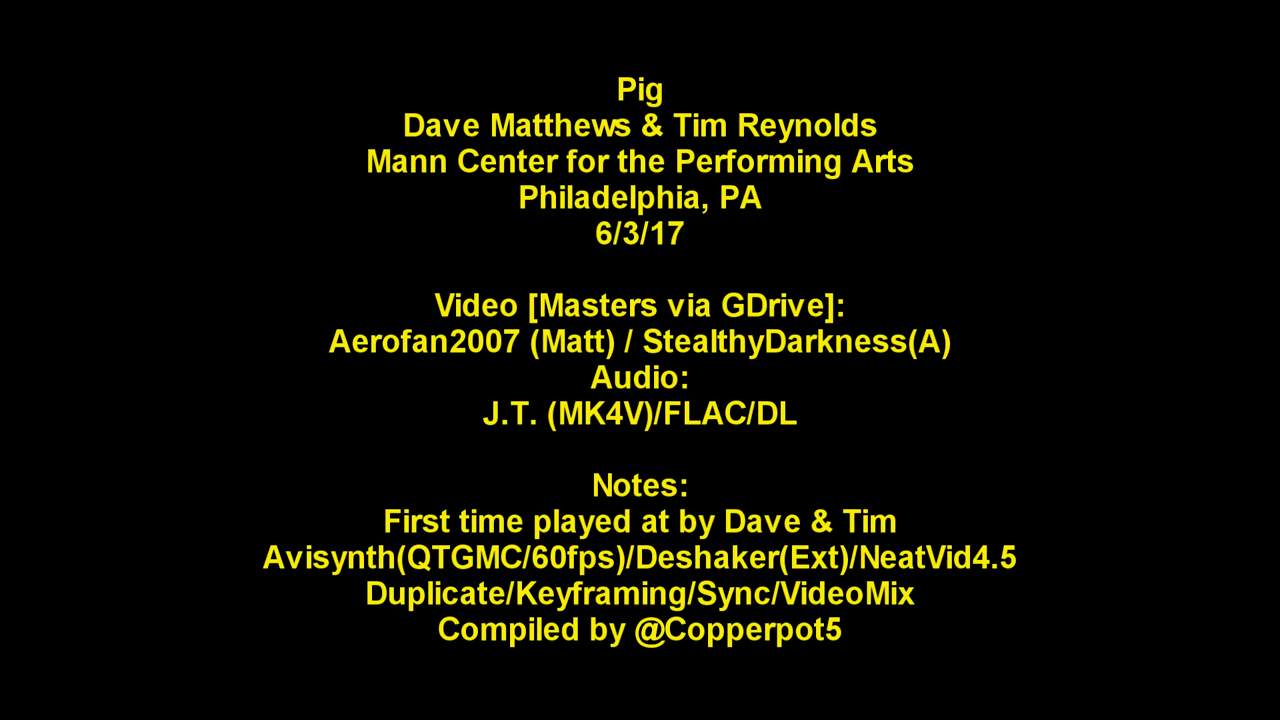 Pig
Dave Matthews & Tim Reynolds
Mann Center for the Performing Arts
Philadelphia, PA
6/3/17
Video [Masters via GDrive]:
Aerofan2007 (Matt) / StealthyDarkness(A)
Audio:
J.T. (MK4V)/FLAC/DL
Notes:
First time played at by Dave & Tim
Avisynth(QTGMC/60fps)/Deshaker(Ext)/NeatVid4.5
Duplicate/Keyframing/Sync/VideoMix
Compiled by @Copperpot5